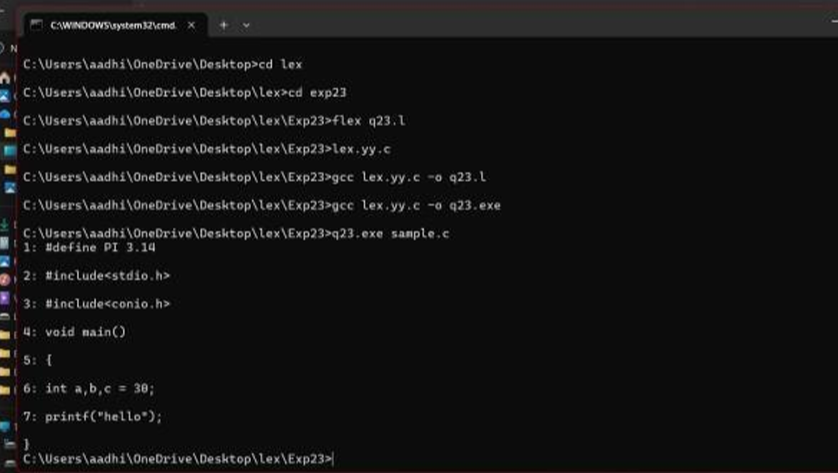 C:\WINDOWS\system32\cmd.
C:\Users\aadhi\OneDrive\Desktop>cd lex
C:\Users\aadhi\OneDrive\Desktop\lex>cd exp23
C:\Users\aadhi\OneDrive\Desktop\lex\Exp23>flex q23.l
C:\Users\aadhi\OneDrive\Desktop\lex\Exp23>lex.yy.c
C:\Users\aadhi\OneDrive\Desktop\lex\Exp23>gcc lex.yy.c -o q23.l
C:\Users\aadhi\OneDrive\Desktop\lex\Exp23>gcc lex.yy.c -o q23.exe
C:\Users\aadhi\OneDrive\Desktop\lex\Exp23>q23.exe sample.c
1: #define PI 3.14
2: #include<stdio.h>
3: #include<conio.h>
4: void main()
5: {
6: int a,b,c = 30;
7: printf("hello");
}
C:\Users\aadhi\OneDrive\Desktop\lex\Exp23>